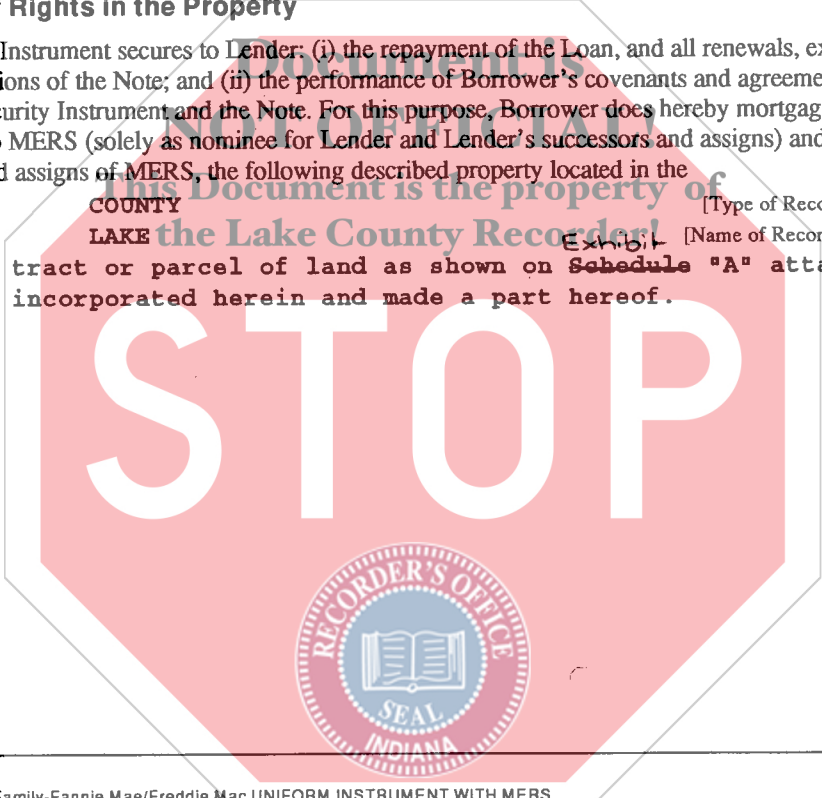 Rights in the Property
Instrument secures to Lender: (i) the repayment of the Loan, and all renewals, ex
ions of the Note; and (ii) the performance of Borrower's covenants and agreeme
curity Instrument and the Note. For this purpose, Borrower does hereby mortgag
MERS (solely as nominee for Lender and Lender's successors and assigns) and
d assigns of MERS, the following described property located in the
COUNTY [Type of Reco
LAKE Exhibit [Name of Recor
tract or parcel of land as shown on Schedule "A" atta
incorporated herein and made a part hereof.
Document is
NOT OFFICIAL!
This Document is the property of
the Lake County Recorder!
STOP
RECORDER'S OFFICE
SEAL
INDIANA
Family-Fannie Mae/Freddie Mac UNIFORM INSTRUMENT WITH MERS